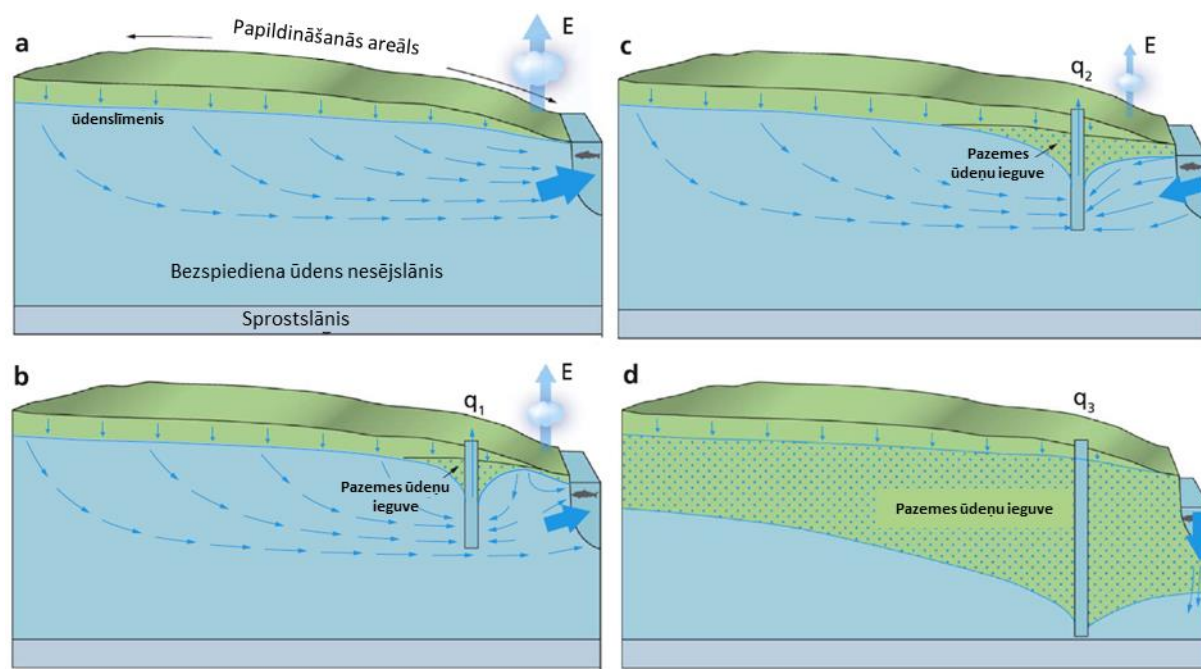 a
Papildināšanās areāls
E
ūdenslīmenis
Bezspiediena ūdens nesējslānis
Sprostslānis
b
q1
E
Pazemes ūdeņu
ieguve
c
q2
E
Pazemes
ūdeņu ieguve
d
q3
Pazemes ūdeņu ieguve